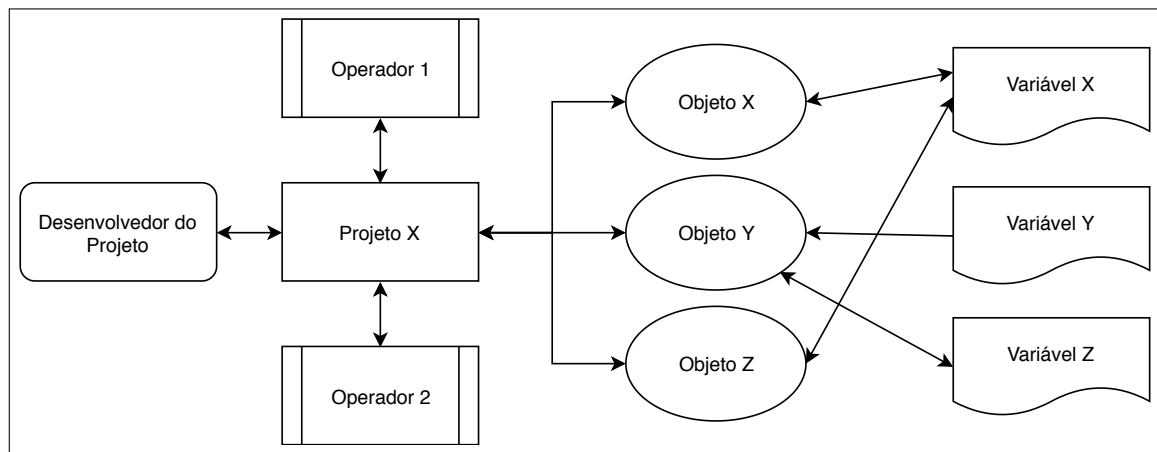 Operador 1
Objeto X
Variável X
Desenvolvedor do
Projeto
Projeto X
Objeto Y
Variável Y
Operador 2
Objeto Z
Variável Z